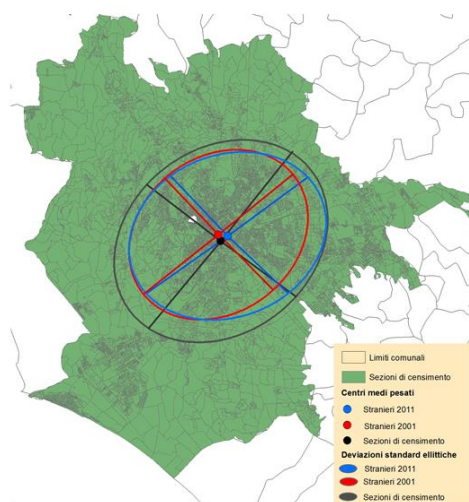 Limiti comunali
Sezioni di censimento
Centri medi pesati
Stranieri 2011
Stranieri 2001
Sezioni di censimento
Deviazioni standard ellittiche
Stranieri 2011
Stranieri 2001
Sezioni di censimento